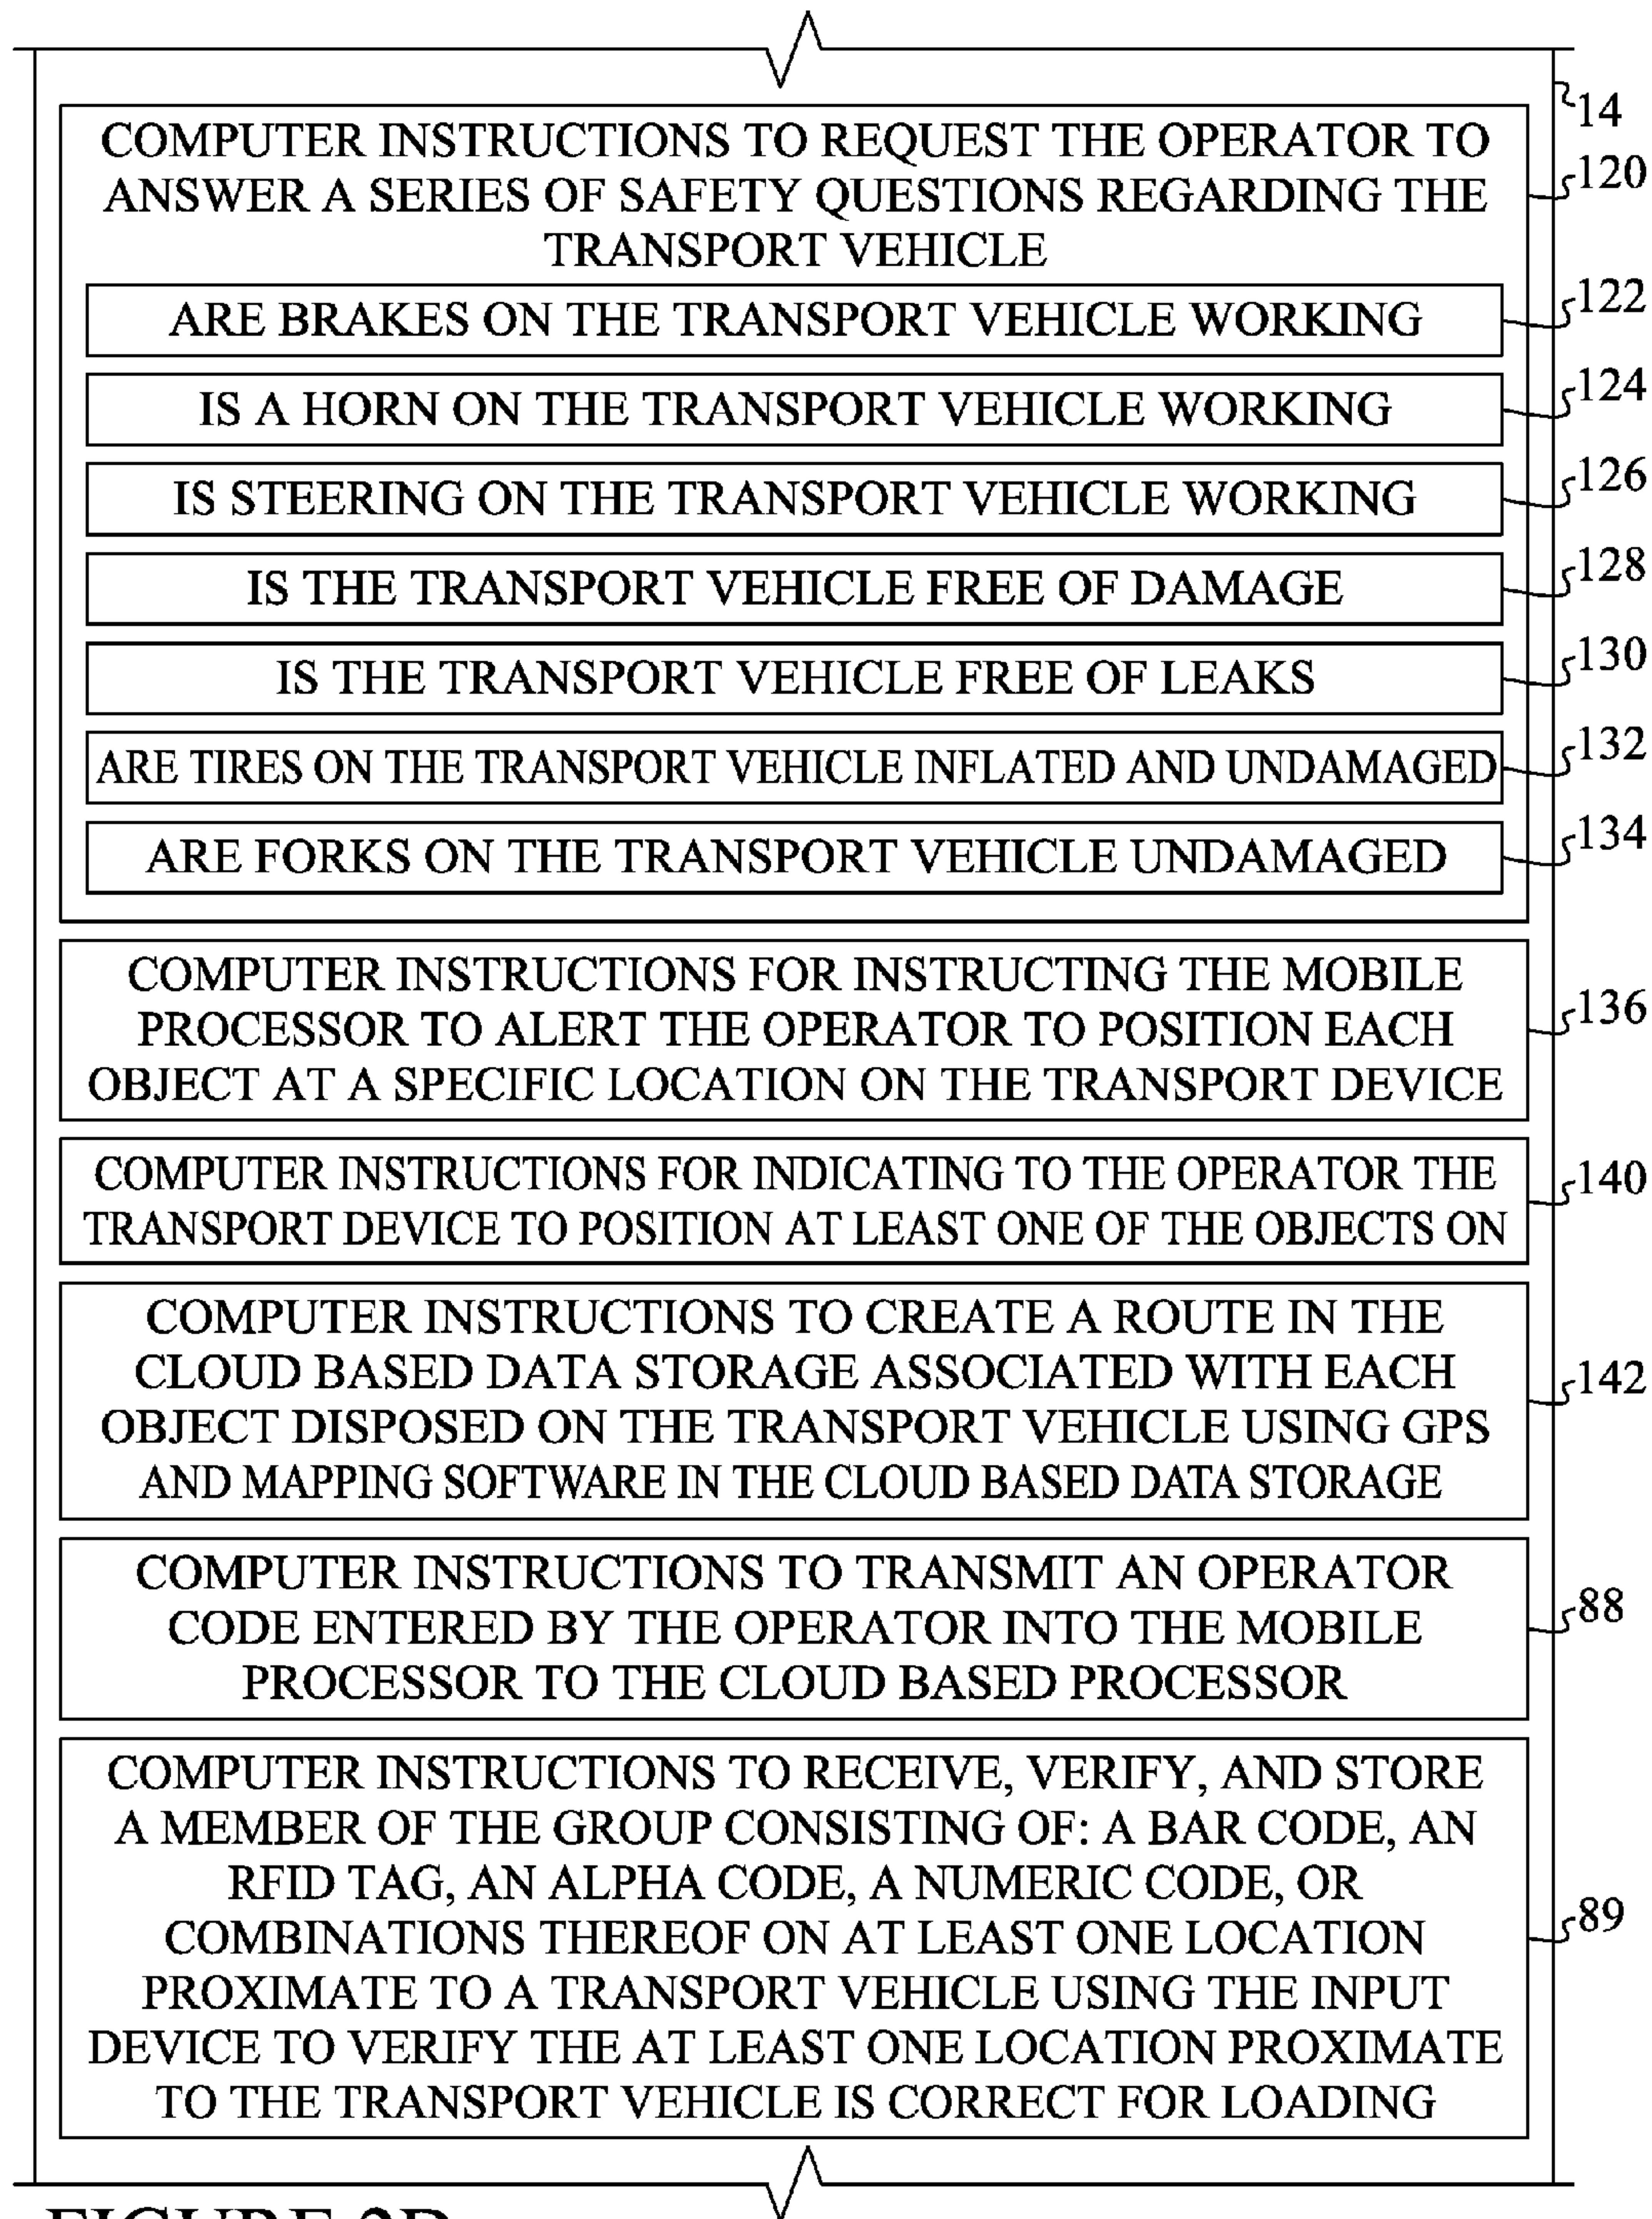 14
COMPUTER INSTRUCTIONS TO REQUEST THE OPERATOR TO
ANSWER A SERIES OF SAFETY QUESTIONS REGARDING THE
TRANSPORT VEHICLE
120
ARE BRAKES ON THE TRANSPORT VEHICLE WORKING
122
IS A HORN ON THE TRANSPORT VEHICLE WORKING
124
IS STEERING ON THE TRANSPORT VEHICLE WORKING
126
IS THE TRANSPORT VEHICLE FREE OF DAMAGE
128
IS THE TRANSPORT VEHICLE FREE OF LEAKS
130
ARE TIRES ON THE TRANSPORT VEHICLE INFLATED AND UNDAMAGED
132
ARE FORKS ON THE TRANSPORT VEHICLE UNDAMAGED
134
COMPUTER INSTRUCTIONS FOR INSTRUCTING THE MOBILE
PROCESSOR TO ALERT THE OPERATOR TO POSITION EACH
OBJECT AT A SPECIFIC LOCATION ON THE TRANSPORT DEVICE
136
COMPUTER INSTRUCTIONS FOR INDICATING TO THE OPERATOR THE
TRANSPORT DEVICE TO POSITION AT LEAST ONE OF THE OBJECTS ON
140
COMPUTER INSTRUCTIONS TO CREATE A ROUTE IN THE
CLOUD BASED DATA STORAGE ASSOCIATED WITH EACH
OBJECT DISPOSED ON THE TRANSPORT VEHICLE USING GPS
AND MAPPING SOFTWARE IN THE CLOUD BASED DATA STORAGE
142
COMPUTER INSTRUCTIONS TO TRANSMIT AN OPERATOR
CODE ENTERED BY THE OPERATOR INTO THE MOBILE
PROCESSOR TO THE CLOUD BASED PROCESSOR
88
COMPUTER INSTRUCTIONS TO RECEIVE, VERIFY, AND STORE
A MEMBER OF THE GROUP CONSISTING OF: A BAR CODE, AN
RFID TAG, AN ALPHA CODE, A NUMERIC CODE, OR
COMBINATIONS THEREOF ON AT LEAST ONE LOCATION
PROXIMATE TO A TRANSPORT VEHICLE USING THE INPUT
DEVICE TO VERIFY THE AT LEAST ONE LOCATION PROXIMATE
TO THE TRANSPORT VEHICLE IS CORRECT FOR LOADING
89
FIGURE